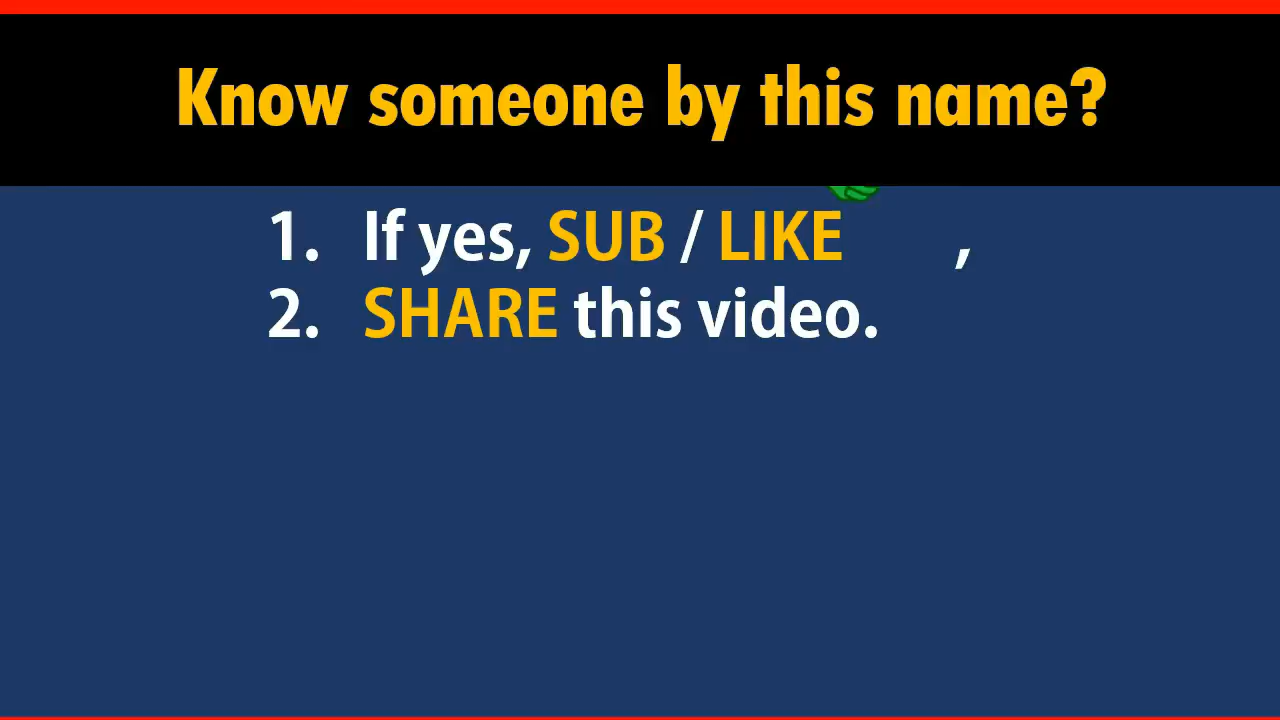 Know someone by this name?
1. If yes, SUB / LIKE ,
2. SHARE this video.